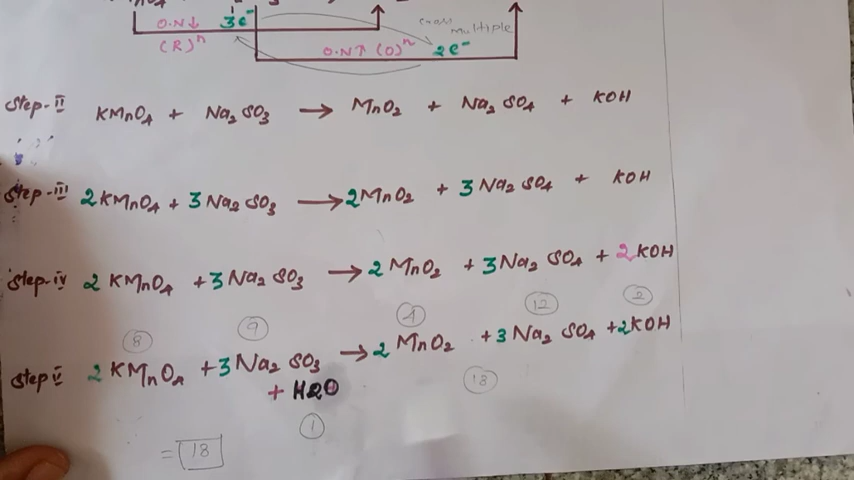 O.N↓ 3e⁻ cross
multiple
(R)ⁿ O.N↑ (O)ⁿ 2e⁻
Step-II KMnO4 + Na2SO3 → MnO2 + Na2SO4 + KOH
Step-III 2KMnO4 + 3Na2SO3 → 2MnO2 + 3Na2SO4 + KOH
Step-IV 2KMnO4 + 3Na2SO3 → 2MnO2 + 3Na2SO4 + 2KOH
8 9 4 12 2
Step V 2KMnO4 + 3Na2SO3 → 2MnO2 + 3Na2SO4 + 2KOH
+ H2O 18
1
= 18